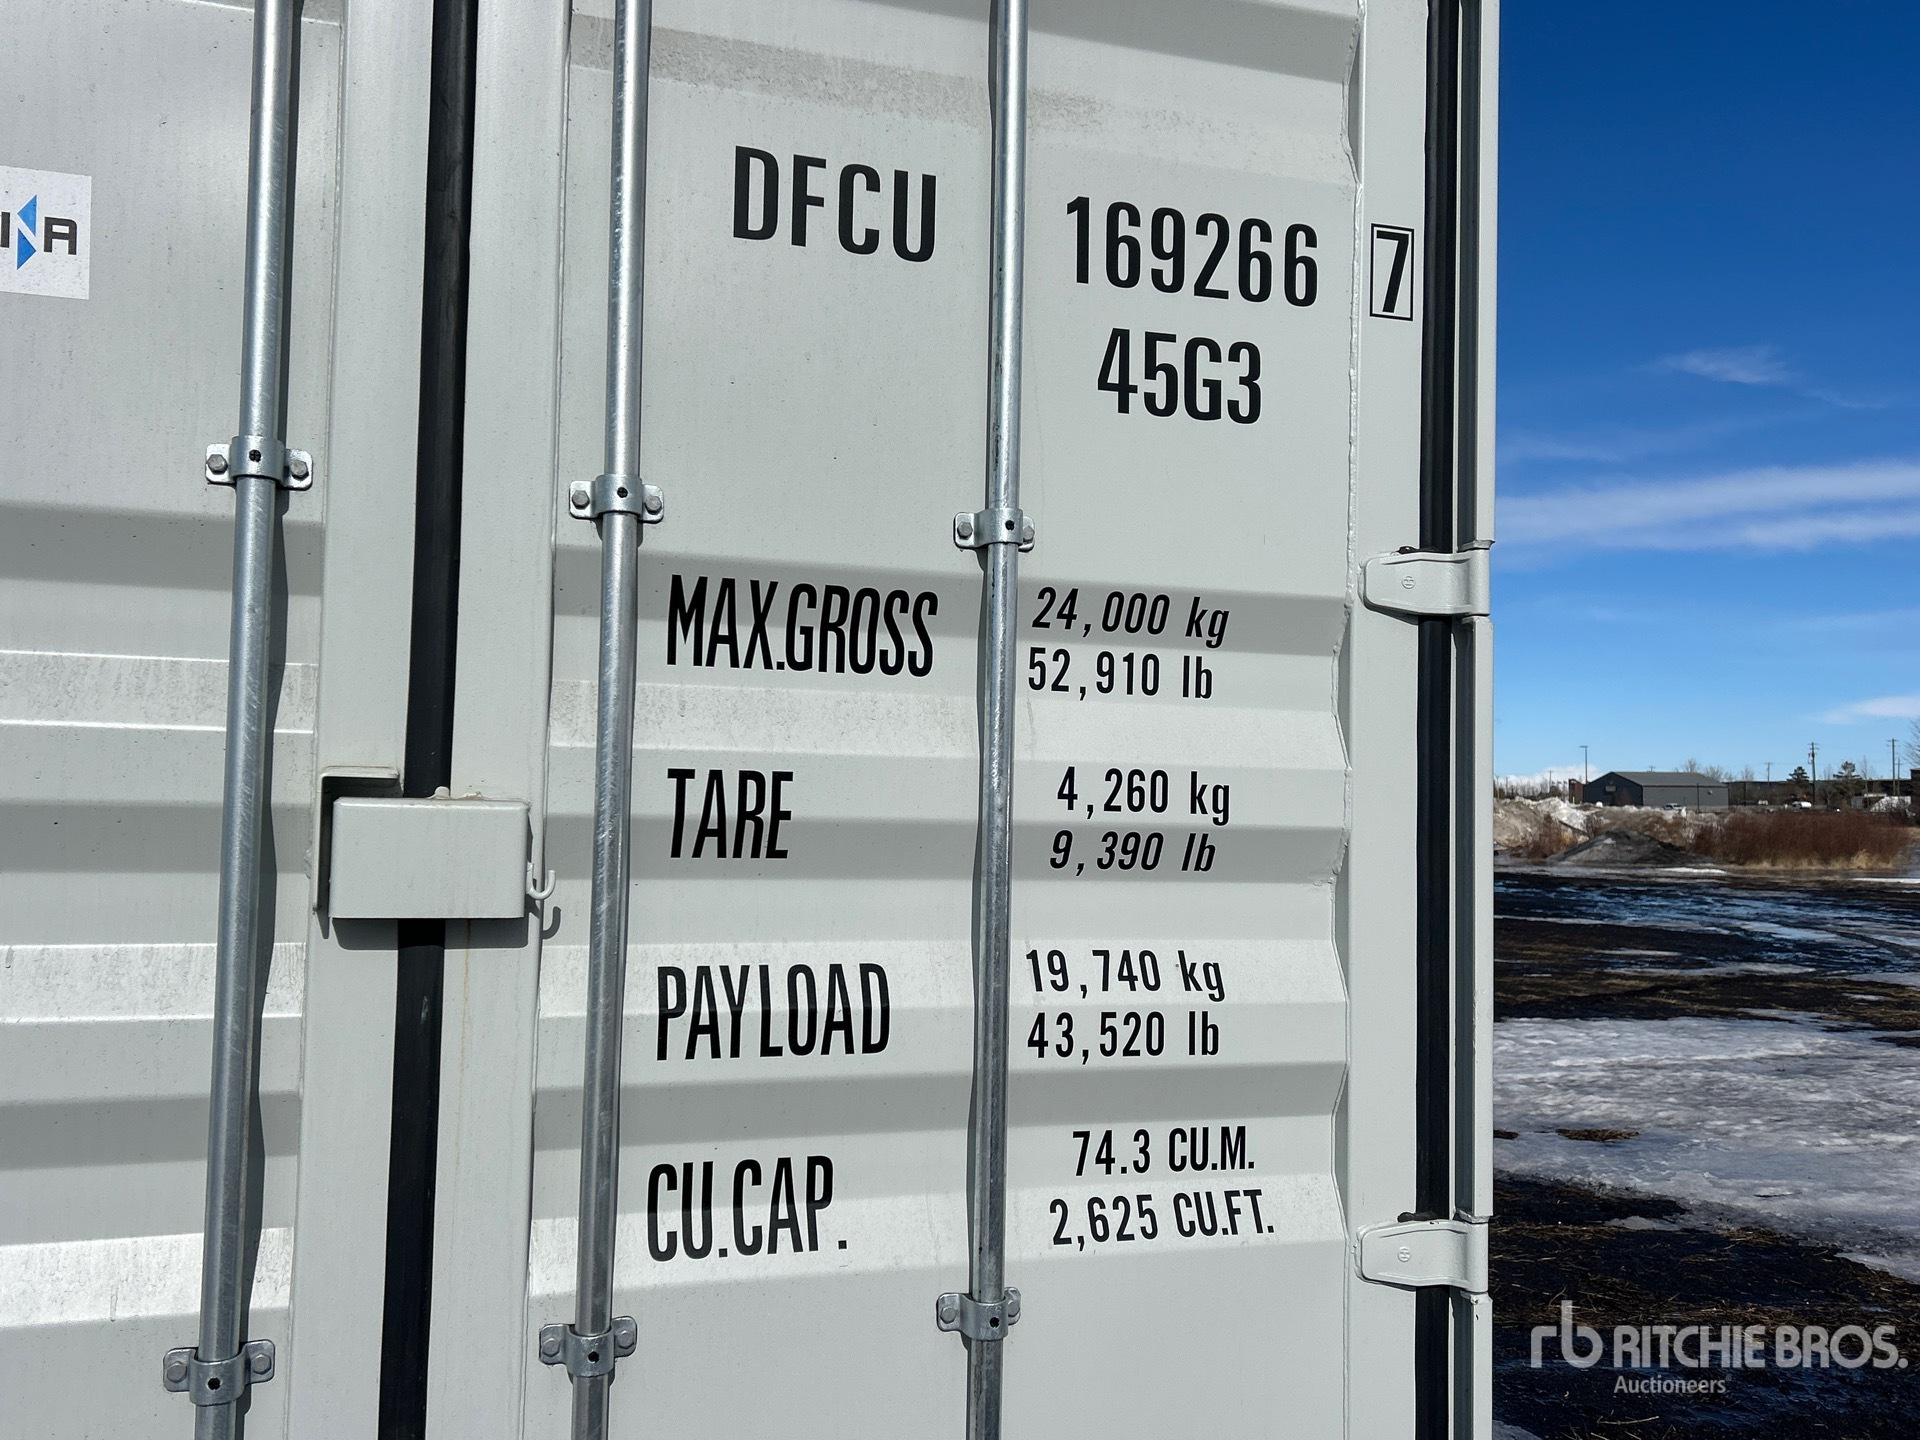 DFCU 169266 7
45G3
MAX.GROSS 24,000 kg
52,910 lb
TARE 4,260 kg
9,390 lb
PAYLOAD 19,740 kg
43,520 lb
CU.CAP. 74.3 CU.M.
2,625 CU.FT.
rb RITCHIE BROS.
Auctioneers